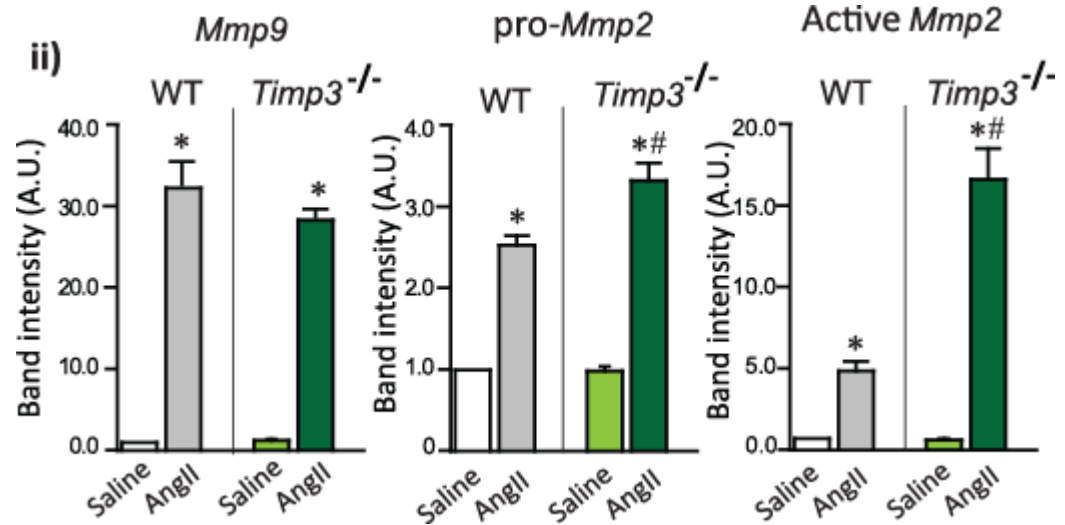 ii)
Mmp9
WT Timp3-/-
Band intensity (A.U.)
40.0
30.0
20.0
10.0
0.0
* *
Saline AngII Saline AngII
pro-Mmp2
WT Timp3-/-
Band intensity (A.U.)
4.0
3.0
2.0
1.0
0
* *#
Saline AngII Saline AngII
Active Mmp2
WT Timp3-/-
Band intensity (A.U.)
20.0
15.0
10.0
5.0
0.0
* *#
Saline AngII Saline AngII